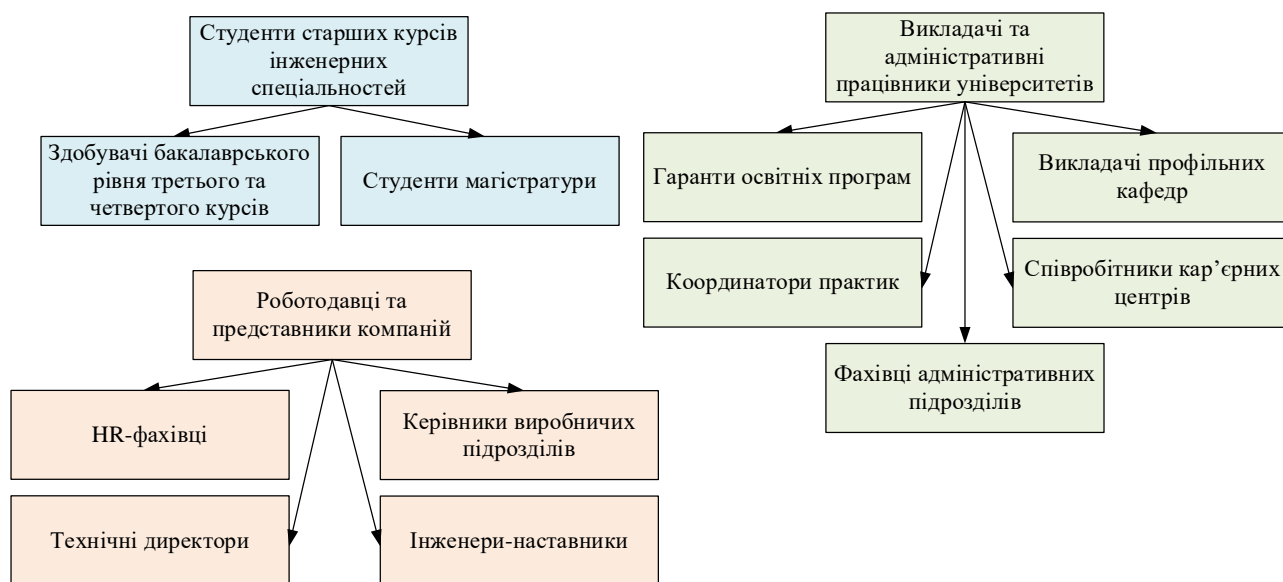 Студенти старших курсів
інженерних
спеціальностей
Здобувачі бакалаврського
рівня третього та
четвертого курсів
Студенти магістратури
Роботодавці та
представники компаній
HR-фахівці
Керівники виробничих
підрозділів
Технічні директори
Інженери-наставники
Викладачі та
адміністративні
працівники університетів
Гаранти освітніх програм
Викладачі профільних
кафедр
Координатори практик
Співробітники кар’єрних
центрів
Фахівці адміністративних
підрозділів